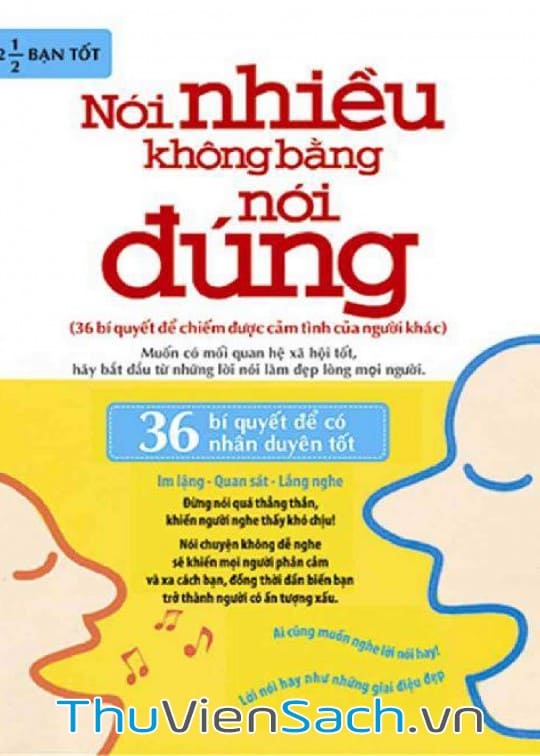 2 1/2 BẠN TỐT
Nói nhiều
không bằng
nói
đúng
(36 bí quyết để chiếm được cảm tình của người khác)
Muốn có mối quan hệ xã hội tốt,
hãy bắt đầu từ những lời nói làm đẹp lòng mọi người.
36 bí quyết để có
nhân duyên tốt
Im lặng - Quan sát - Lắng nghe
Đừng nói quá thẳng thắn,
khiến người nghe thấy khó chịu!
Nói chuyện không dễ nghe
sẽ khiến mọi người phản cảm
và xa cách bạn, đồng thời dần biến bạn
trở thành người có ấn tượng xấu.
Ai cũng muốn nghe lời nói hay!
Lời nói hay như những giai điệu đẹp
ThuVienSach.vn